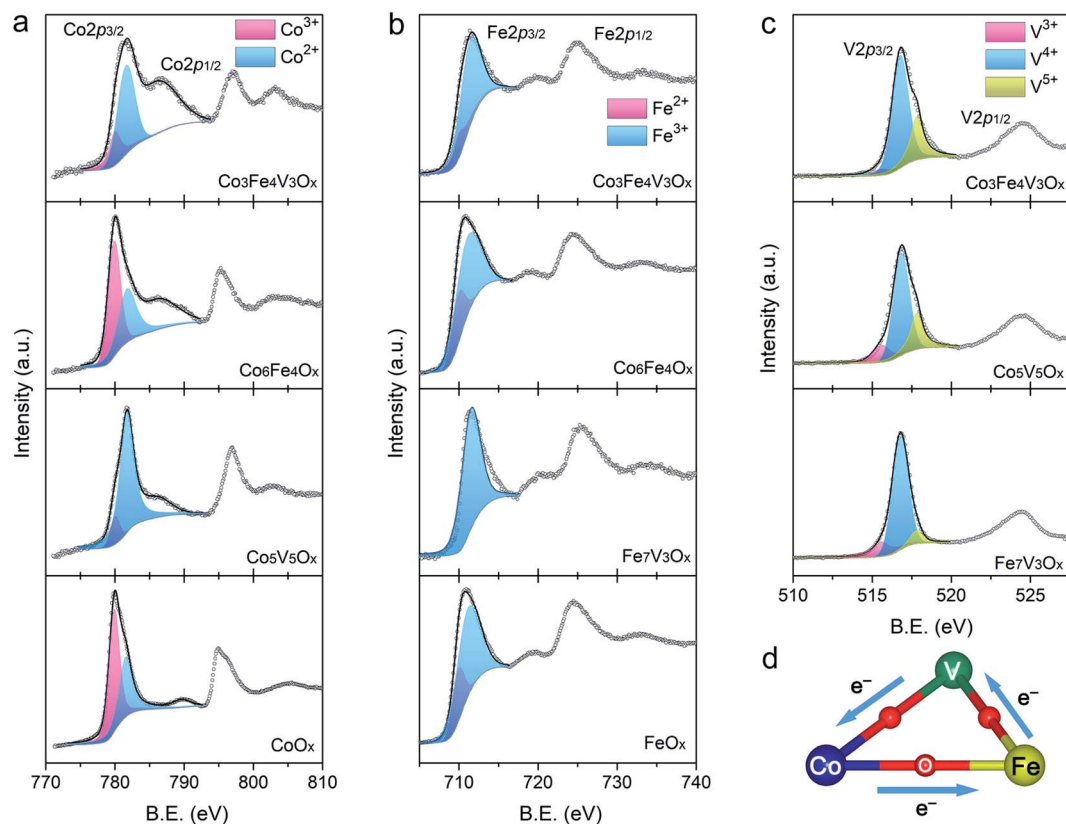 a
Co2p3/2
Co2p1/2
Co3+
Co2+
Co3Fe4V3Ox
Co6Fe4Ox
Co5V5Ox
CoOx
Intensity (a.u.)
770 780 790 800 810
B.E. (eV)
b
Fe2p3/2
Fe2p1/2
Fe2+
Fe3+
Co3Fe4V3Ox
Co6Fe4Ox
Fe7V3Ox
FeOx
Intensity (a.u.)
710 720 730 740
B.E. (eV)
c
V2p3/2
V2p1/2
V3+
V4+
V5+
Co3Fe4V3Ox
Co5V5Ox
Fe7V3Ox
Intensity (a.u.)
510 515 520 525
B.E. (eV)
d
V
e−
e−
Co
O
Fe
e−